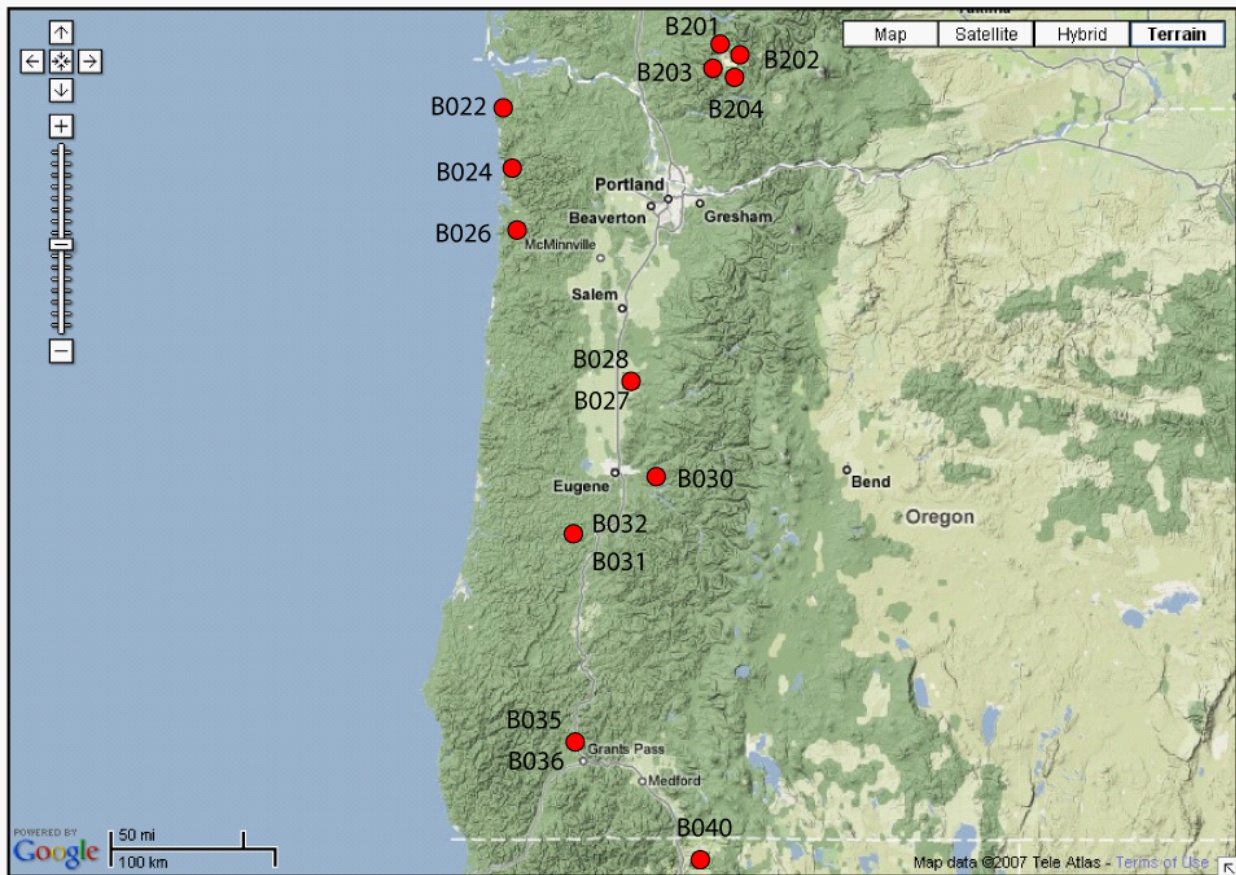 Yakima
B201
Map Satellite Hybrid Terrain
B202
B203
B204
B022
B024
Portland
Beaverton
Gresham
B026
McMinnville
Salem
B028
B027
B030
Eugene
Bend
Oregon
B032
B031
B035
Grants Pass
B036
Medford
B040
POWERED BY
Google
50 mi
100 km
Map data ©2007 Tele Atlas - Terms of Use